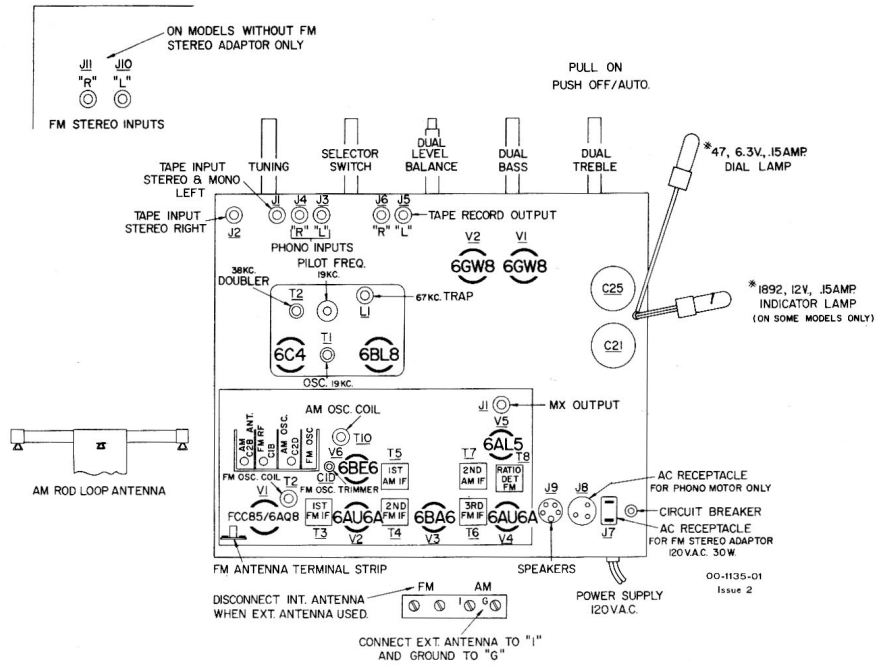 ON MODELS WITHOUT FM
STEREO ADAPTOR ONLY
J11 J10
"R" "L"
FM STEREO INPUTS
PULL ON
PUSH OFF/AUTO.
TAPE INPUT
STEREO & MONO
LEFT
TUNING
SELECTOR
SWITCH
DUAL
LEVEL
BALANCE
DUAL
BASS
DUAL
TREBLE
*47, 6.3V., .15AMP.
DIAL LAMP
TAPE INPUT
STEREO RIGHT
J2
J1
J4
J3
"R" "L"
PHONO INPUTS
J6
J5
"R" "L"
TAPE RECORD OUTPUT
V2
6GW8
V1
6GW8
PILOT FREQ.
19KC.
38KC.
DOUBLER
T2
L1
67KC. TRAP
C25
*1892, 12V., .15AMP.
INDICATOR LAMP
(ON SOME MODELS ONLY)
T1
6C4
6BL8
OSC. 19KC.
C21
AM OSC. COIL
J1
MX OUTPUT
AM ANT.
C2B
FM RF
C1B
AM OSC.
C2D
FM OSC
T10
V6
6BE6
C1D
FM OSC. TRIMMER
T5
1ST
AM IF
T7
2ND
AM IF
V5
6AL5
T8
RATIO
DET
FM
FM OSC. COIL
T2
V1
FCC85/6AQ8
1ST
FM IF
T3
6AU6A
V2
2ND
FM IF
T4
6BA6
V3
3RD
FM IF
T6
6AU6A
V4
J9
J8
J7
AC RECEPTACLE
FOR PHONO MOTOR ONLY
CIRCUIT BREAKER
AC RECEPTACLE
FOR FM STEREO ADAPTOR
120V.A.C. 30W.
AM ROD LOOP ANTENNA
FM ANTENNA TERMINAL STRIP
SPEAKERS
POWER SUPPLY
120V.A.C.
00-1135-01
Issue 2
DISCONNECT INT. ANTENNA
WHEN EXT. ANTENNA USED.
FM AM
I G
CONNECT EXT. ANTENNA TO "I"
AND GROUND TO "G"